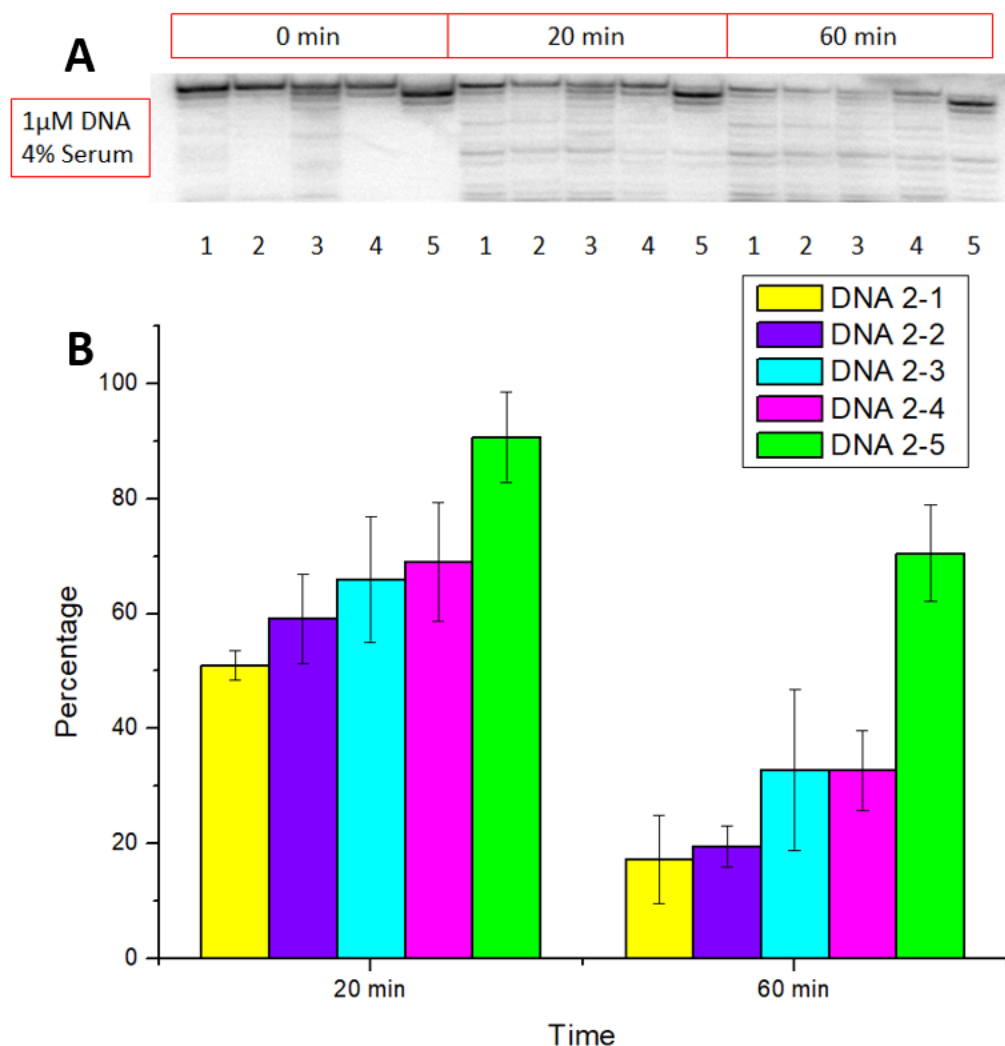 A
0 min 20 min 60 min
1µM DNA
4% Serum
1 2 3 4 5 1 2 3 4 5 1 2 3 4 5
B
DNA 2-1
DNA 2-2
DNA 2-3
DNA 2-4
DNA 2-5
100
80
60
40
20
0
Percentage
20 min 60 min
Time